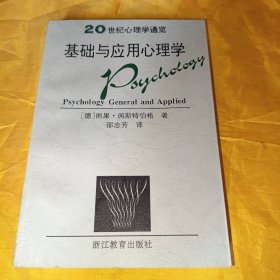 20世纪心理学通览
基础与应用心理学
Psychology
Psychology General and Applied
[德]雨果·闵斯特伯格 著
邵志芳 译
浙江教育出版社